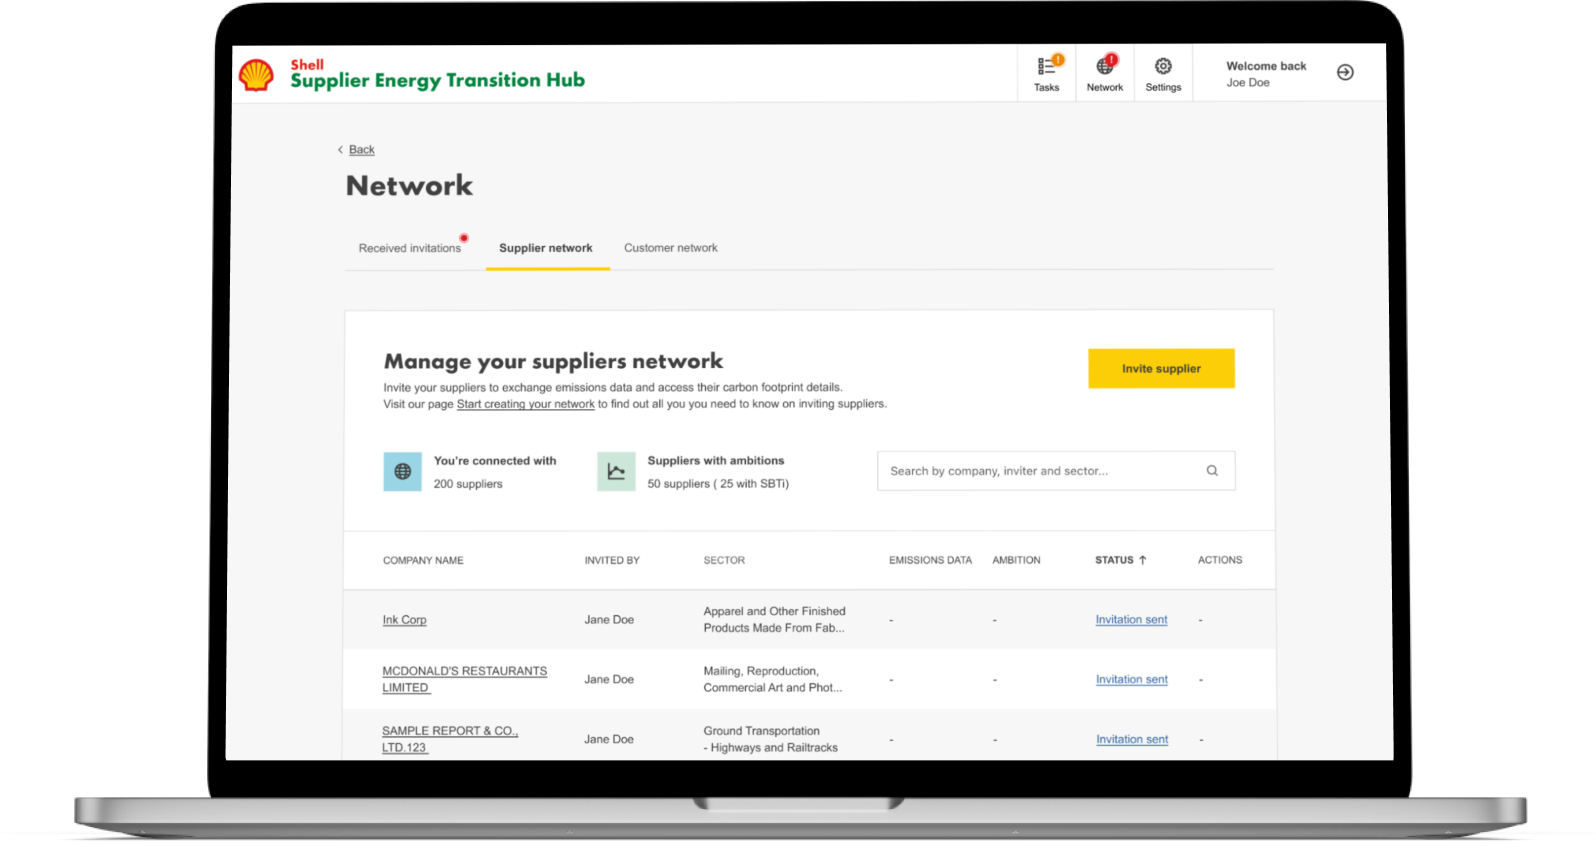 Shell
Supplier Energy Transition Hub
Tasks
Network
Settings
Welcome back
Joe Doe
Back
Network
Received invitations
Supplier network
Customer network
Manage your suppliers network
Invite supplier
Invite your suppliers to exchange emissions data and access their carbon footprint details.
Visit our page Start creating your network to find out all you you need to know on inviting suppliers.
You're connected with
200 suppliers
Suppliers with ambitions
50 suppliers ( 25 with SBTi)
Search by company, inviter and sector...
COMPANY NAME INVITED BY SECTOR EMISSIONS DATA AMBITION STATUS ↑ ACTIONS
Ink Corp
Jane Doe
Apparel and Other Finished
Products Made From Fab...
- - Invitation sent -
MCDONALD'S RESTAURANTS
LIMITED
Jane Doe
Mailing, Reproduction,
Commercial Art and Phot...
- - Invitation sent -
SAMPLE REPORT & CO.,
LTD.123
Jane Doe
Ground Transportation
- Highways and Railtracks
- - Invitation sent -